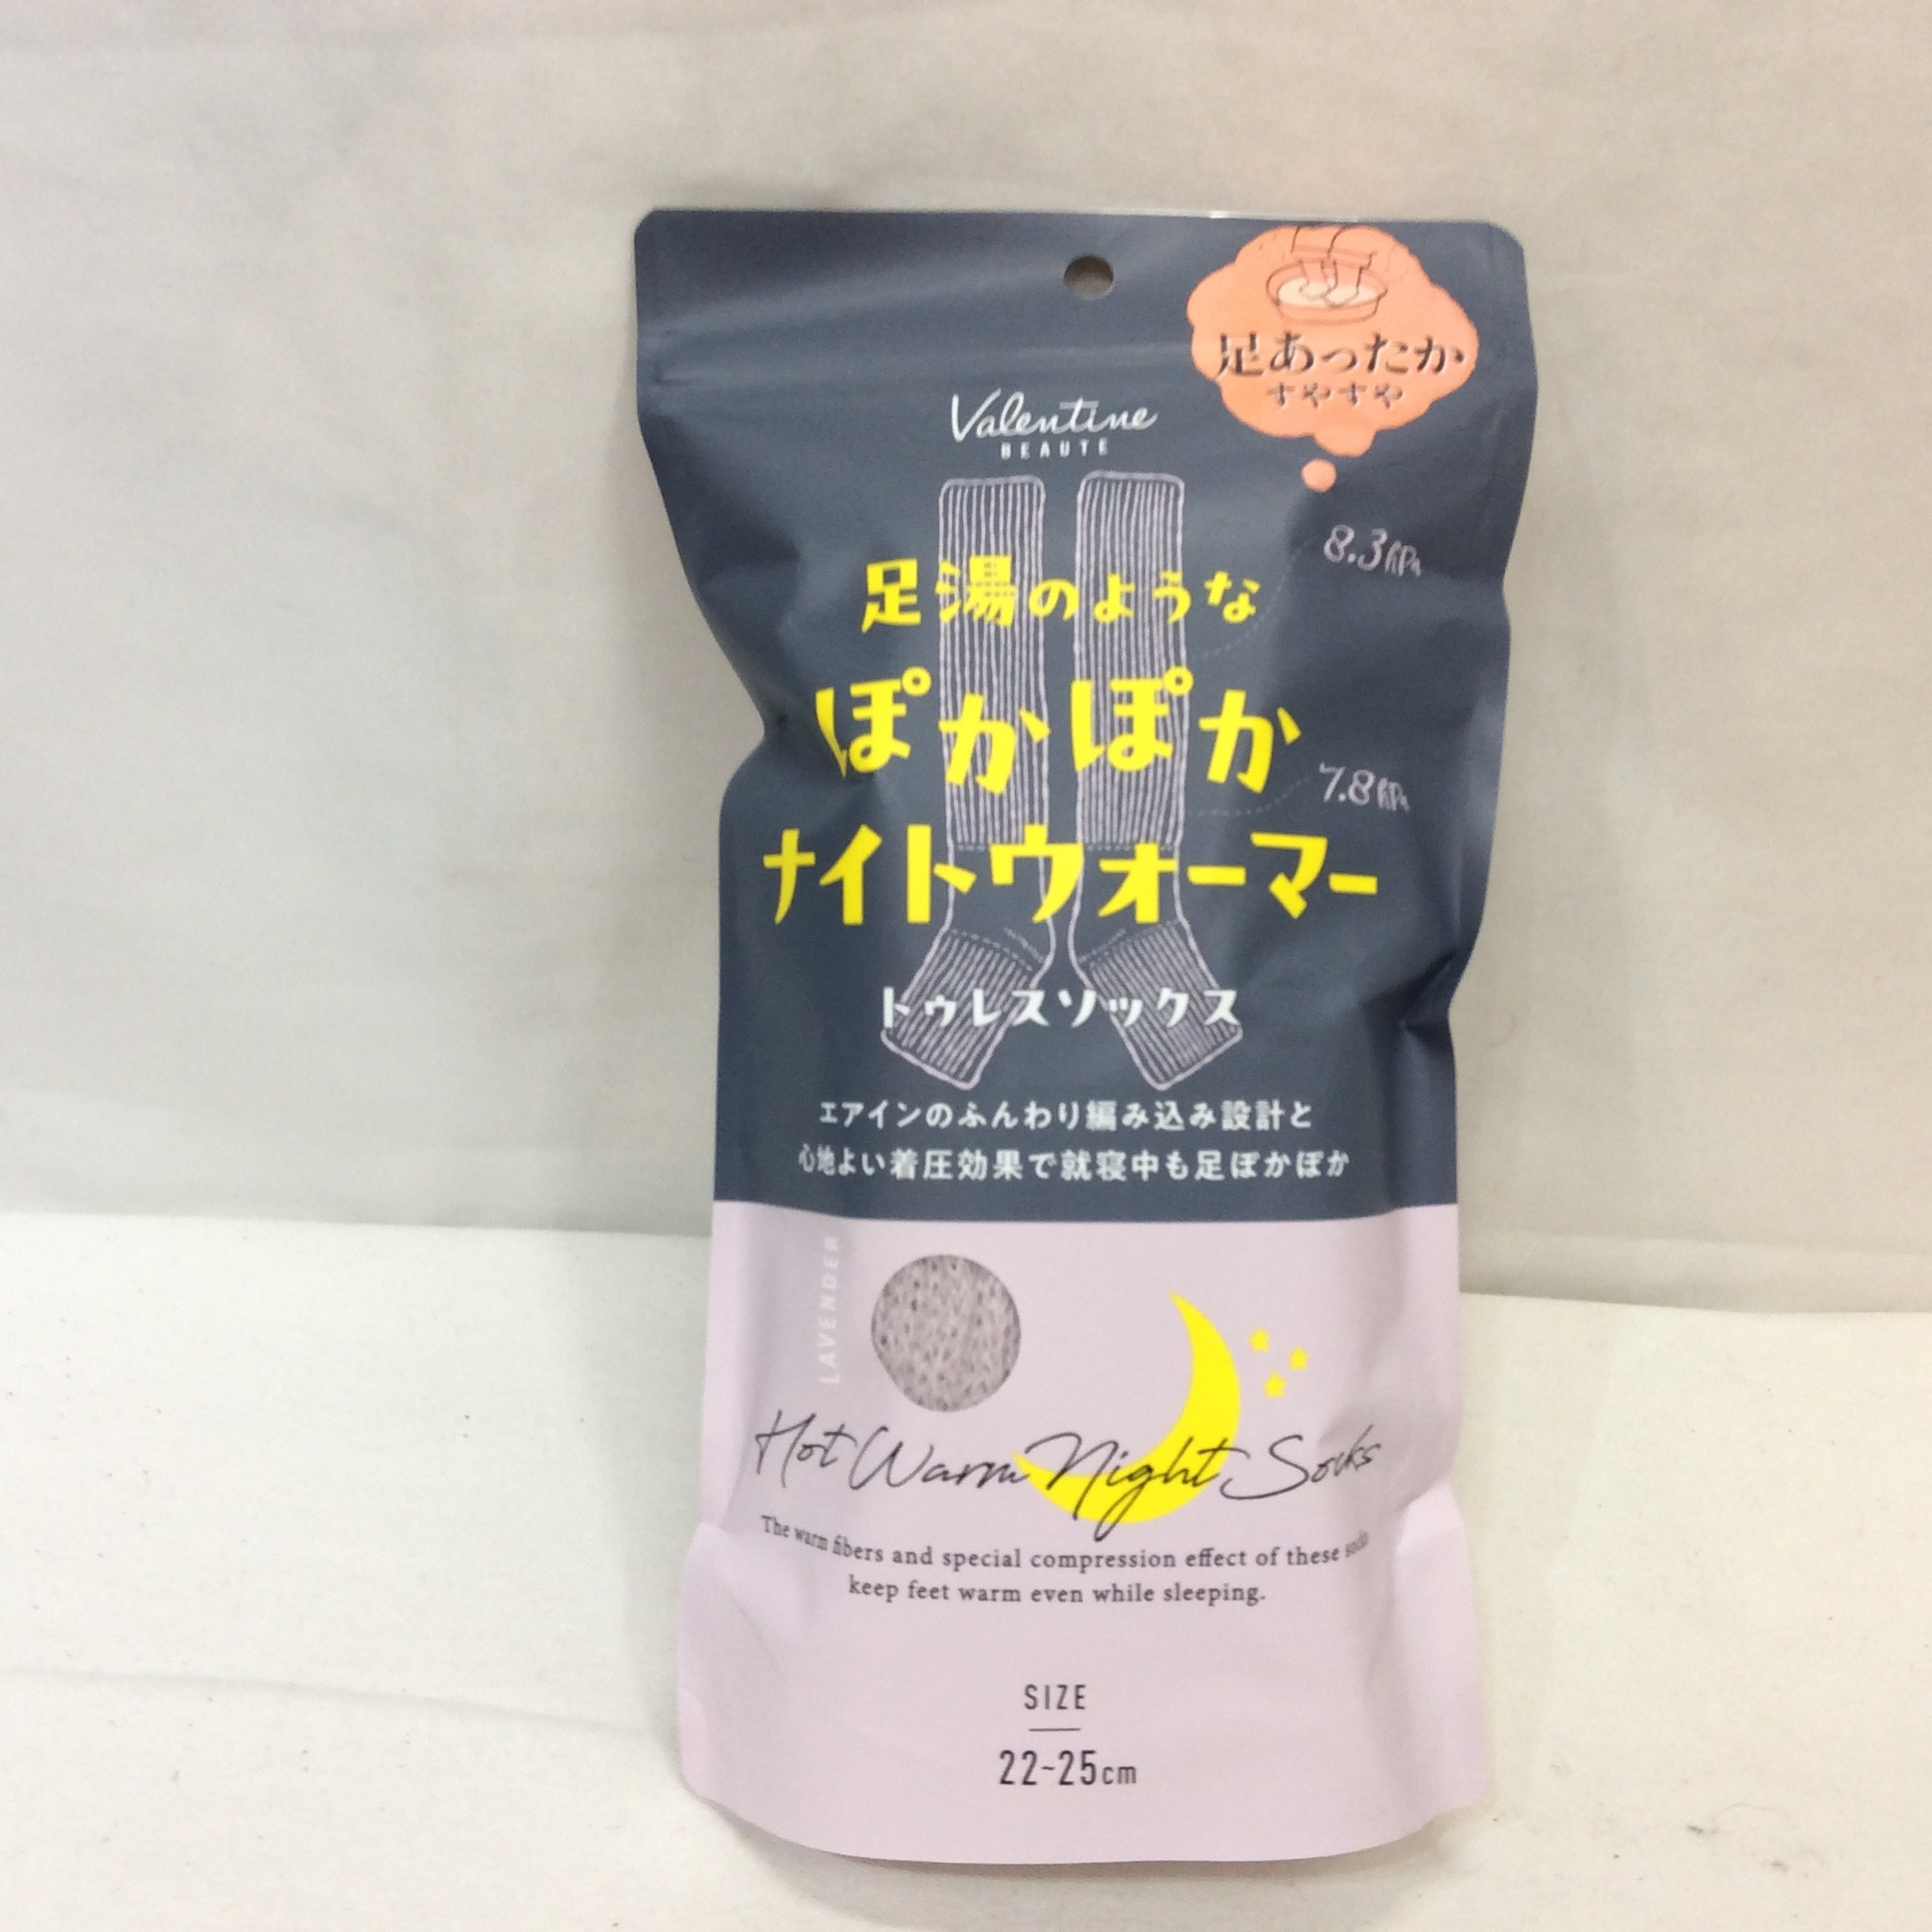 足あったか
すやすや
Valentine
BEAUTE
8.3hPa
足湯のような
ぽかぽか
7.8hPa
ナイトウォーマー
トゥレスソックス
エアインのふんわり編み込み設計と
心地よい着圧効果で就寝中も足ぽかぽか
LAVENDER
Hot Warm Night Socks
The warm fibers and special compression effect of these socks
keep feet warm even while sleeping.
SIZE
22~25cm